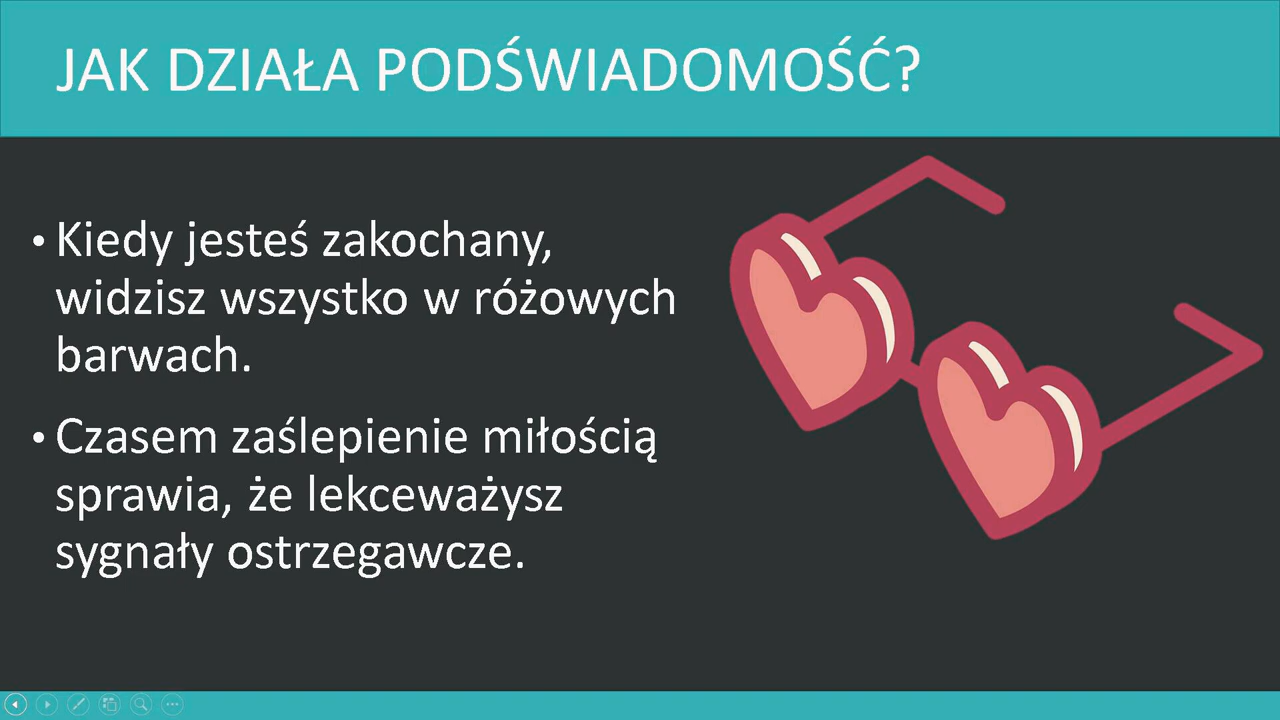 JAK DZIAŁA PODŚWIADOMOŚĆ?
• Kiedy jesteś zakochany,
widzisz wszystko w różowych
barwach.
• Czasem zaślepienie miłością
sprawia, że lekceważysz
sygnały ostrzegawcze.